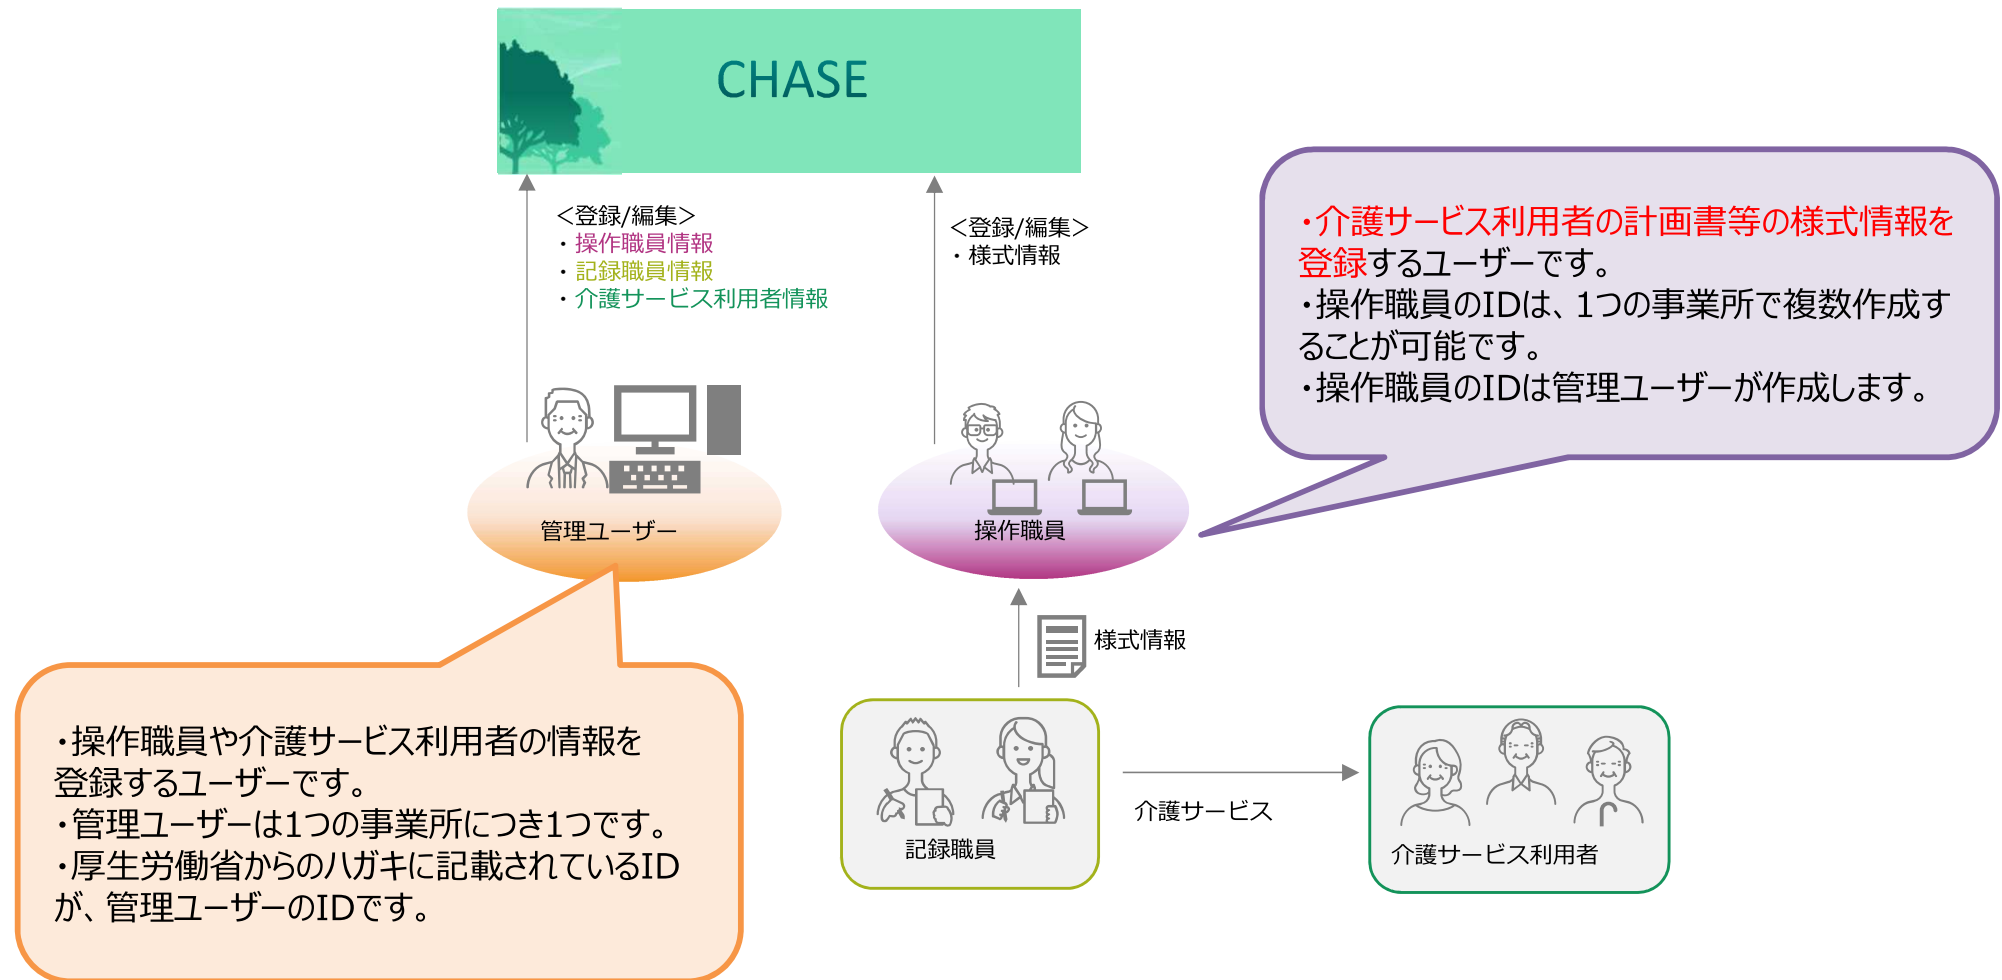 CHASE
＜登録/編集＞
・操作職員情報
・記録職員情報
・介護サービス利用者情報
＜登録/編集＞
・様式情報
・介護サービス利用者の計画書等の様式情報を
登録するユーザーです。
・操作職員のIDは、1つの事業所で複数作成す
ることが可能です。
・操作職員のIDは管理ユーザーが作成します。
管理ユーザー
操作職員
様式情報
・操作職員や介護サービス利用者の情報を
登録するユーザーです。
・管理ユーザーは1つの事業所につき1つです。
・厚生労働省からのハガキに記載されているID
が、管理ユーザーのIDです。
記録職員
介護サービス
介護サービス利用者